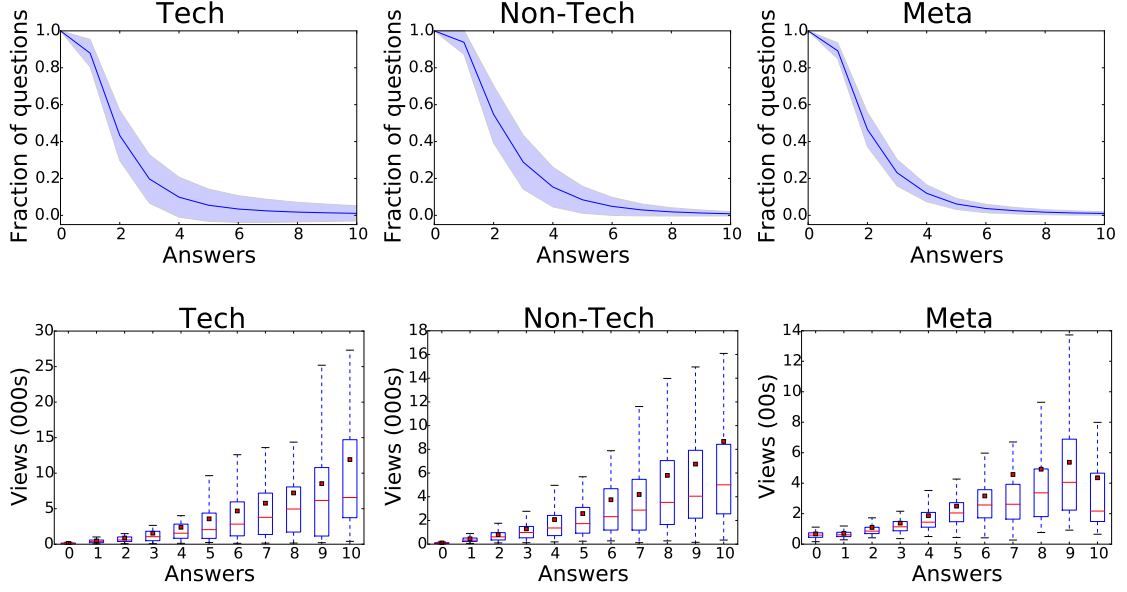 Tech
Non-Tech
Meta
Fraction of questions
1.0
0.8
0.6
0.4
0.2
0.0
0 2 4 6 8 10
Answers
Fraction of questions
1.0
0.8
0.6
0.4
0.2
0.0
0 2 4 6 8 10
Answers
Fraction of questions
1.0
0.8
0.6
0.4
0.2
0.0
0 2 4 6 8 10
Answers
Tech
Non-Tech
Meta
Views (000s)
30
25
20
15
10
5
0
0 1 2 3 4 5 6 7 8 9 10
Answers
Views (000s)
18
16
14
12
10
8
6
4
2
0
0 1 2 3 4 5 6 7 8 9 10
Answers
Views (00s)
14
12
10
8
6
4
2
0
0 1 2 3 4 5 6 7 8 9 10
Answers